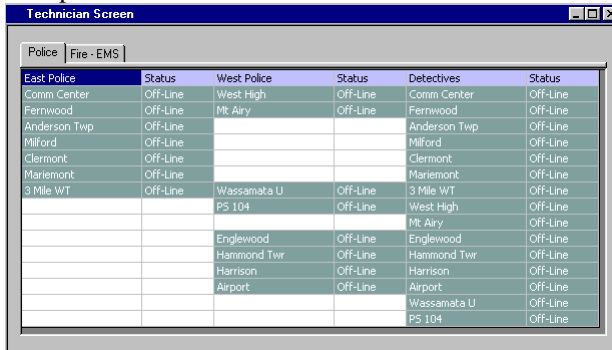 Technician Screen
Police Fire - EMS
East Police Status West Police Status Detectives Status
Comm Center Off-Line West High Off-Line Comm Center Off-Line
Fernwood Off-Line Mt Airy Off-Line Fernwood Off-Line
Anderson Twp Off-Line Anderson Twp Off-Line
Milford Off-Line Milford Off-Line
Clermont Off-Line Clermont Off-Line
Mariemont Off-Line Mariemont Off-Line
3 Mile WT Off-Line Wassamata U Off-Line 3 Mile WT Off-Line
PS 104 Off-Line West High Off-Line
Mt Airy Off-Line
Englewood Off-Line Englewood Off-Line
Hammond Twr Off-Line Hammond Twr Off-Line
Harrison Off-Line Harrison Off-Line
Airport Off-Line Airport Off-Line
Wassamata U Off-Line
PS 104 Off-Line